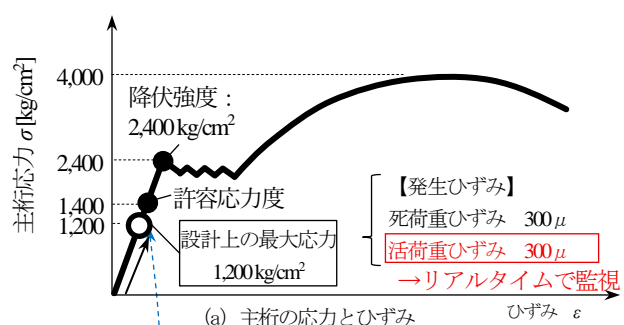 主桁応力 σ[kg/cm²]
4,000
降伏強度：
2,400 kg/cm²
2,400
1,400
許容応力度
1,200
設計上の最大応力
1,200 kg/cm²
【発生ひずみ】
死荷重ひずみ 300μ
活荷重ひずみ 300μ
→リアルタイムで監視
(a) 主桁の応力とひずみ
ひずみ ε